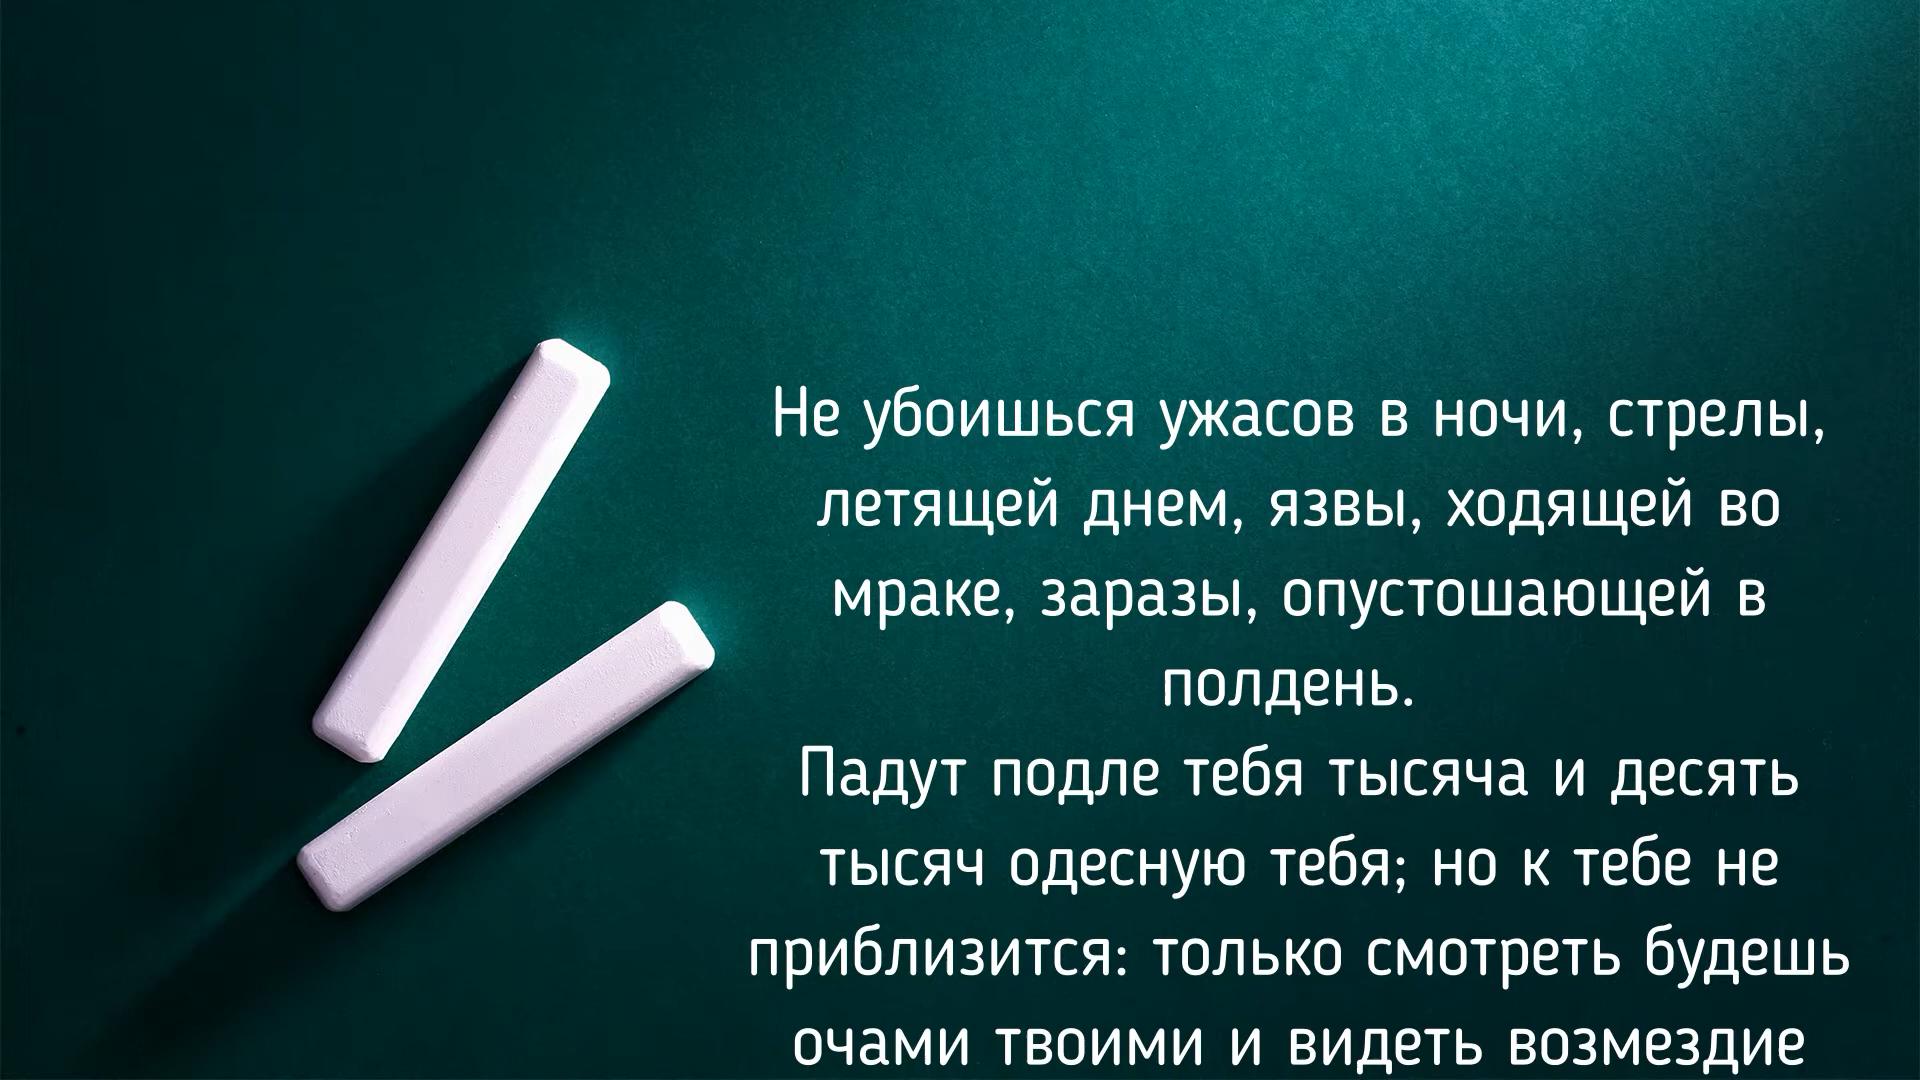 Не убоишься ужасов в ночи, стрелы,
летящей днем, язвы, ходящей во
мраке, заразы, опустошающей в
полдень.
Падут подле тебя тысяча и десять
тысяч одесную тебя; но к тебе не
приблизится: только смотреть будешь
очами твоими и видеть возмездие